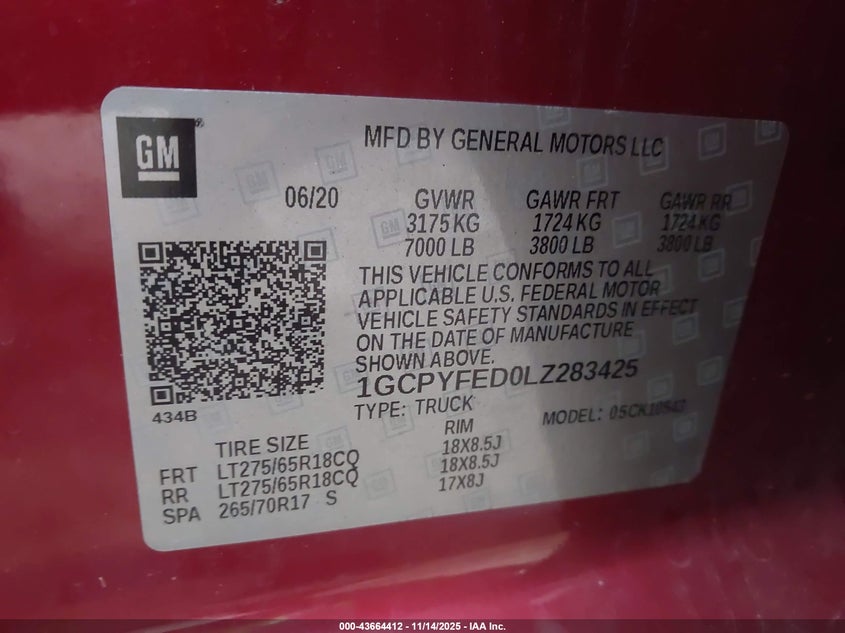 GM
MFD BY GENERAL MOTORS LLC
06/20 GVWR GAWR FRT GAWR RR
3175 KG 1724 KG 1724 KG
7000 LB 3800 LB 3800 LB
THIS VEHICLE CONFORMS TO ALL
APPLICABLE U.S. FEDERAL MOTOR
VEHICLE SAFETY STANDARDS IN EFFECT
ON THE DATE OF MANUFACTURE
SHOWN ABOVE.
1GCPYFED0LZ283425
434B
TYPE: TRUCK MODEL: 05CK10543
TIRE SIZE RIM
FRT LT275/65R18CQ 18X8.5J
RR LT275/65R18CQ 18X8.5J
SPA 265/70R17 S 17X8J
000-43664412 - 11/14/2025 - IAA Inc.